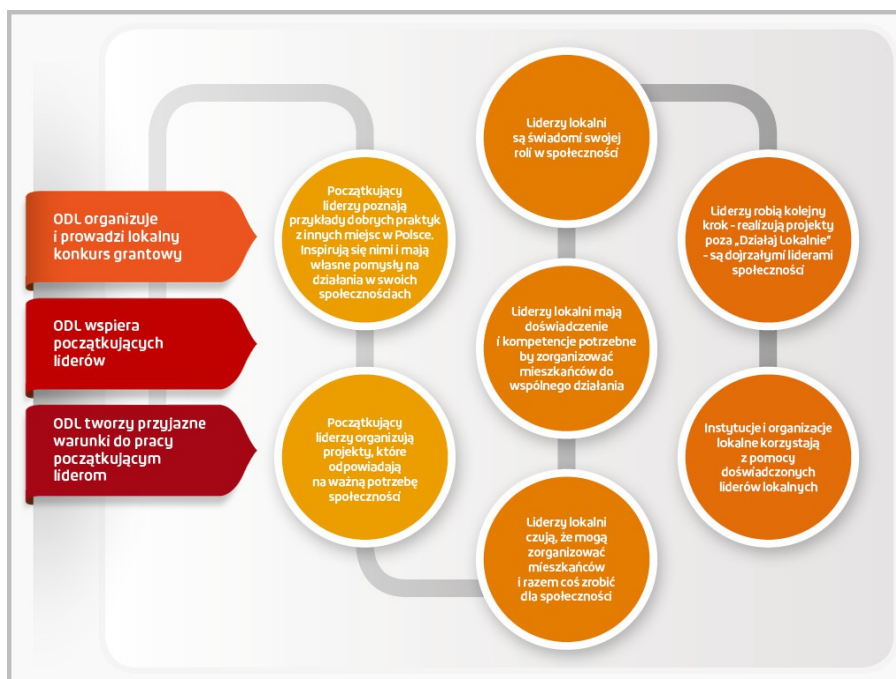 ODL organizuje
i prowadzi lokalny
konkurs grantowy
ODL wspiera
początkujących
liderów
ODL tworzy przyjazne
warunki do pracy
początkującym
liderom
Początkujący
liderzy poznają
przykłady dobrych praktyk
z innych miejsc w Polsce.
Inspirują się nimi i mają
własne pomysły na
działania w swoich
społecznościach
Początkujący
liderzy organizują
projekty, które
odpowiadają
na ważną potrzebę
społeczności
Liderzy lokalni
czują, że mogą
zorganizować
mieszkańców
i razem coś zrobić
dla społeczności
Liderzy lokalni mają
doświadczenie
i kompetencje potrzebne
by zorganizować
mieszkańców do
wspólnego działania
Liderzy lokalni
są świadomi swojej
roli w społeczności
Liderzy robią kolejny
krok - realizują projekty
poza „Działaj Lokalnie”
- są dojrzałymi liderami
społeczności
Instytucje i organizacje
lokalne korzystają
z pomocy
doświadczonych
liderów lokalnych